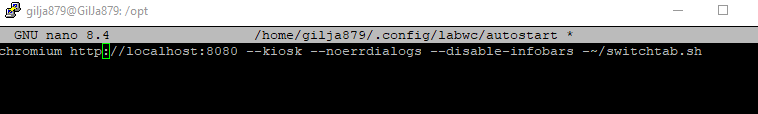 gilja879@GilJa879: /opt
GNU nano 8.4 /home/gilja879/.config/labwc/autostart *
chromium http://localhost:8080 --kiosk --noerrdialogs --disable-infobars -~/switchtab.sh